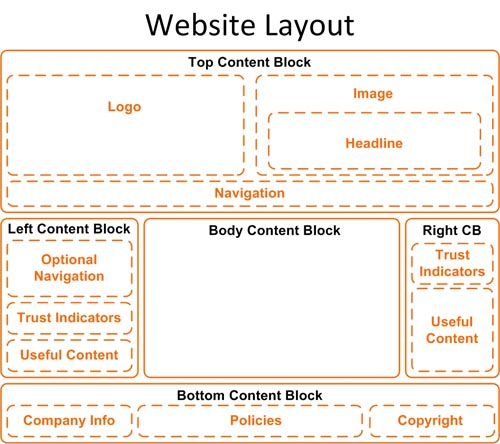 Website Layout
Top Content Block
Logo
Image
Headline
Navigation
Left Content Block
Optional
Navigation
Trust Indicators
Useful Content
Body Content Block
Right CB
Trust
Indicators
Useful
Content
Bottom Content Block
Company Info
Policies
Copyright